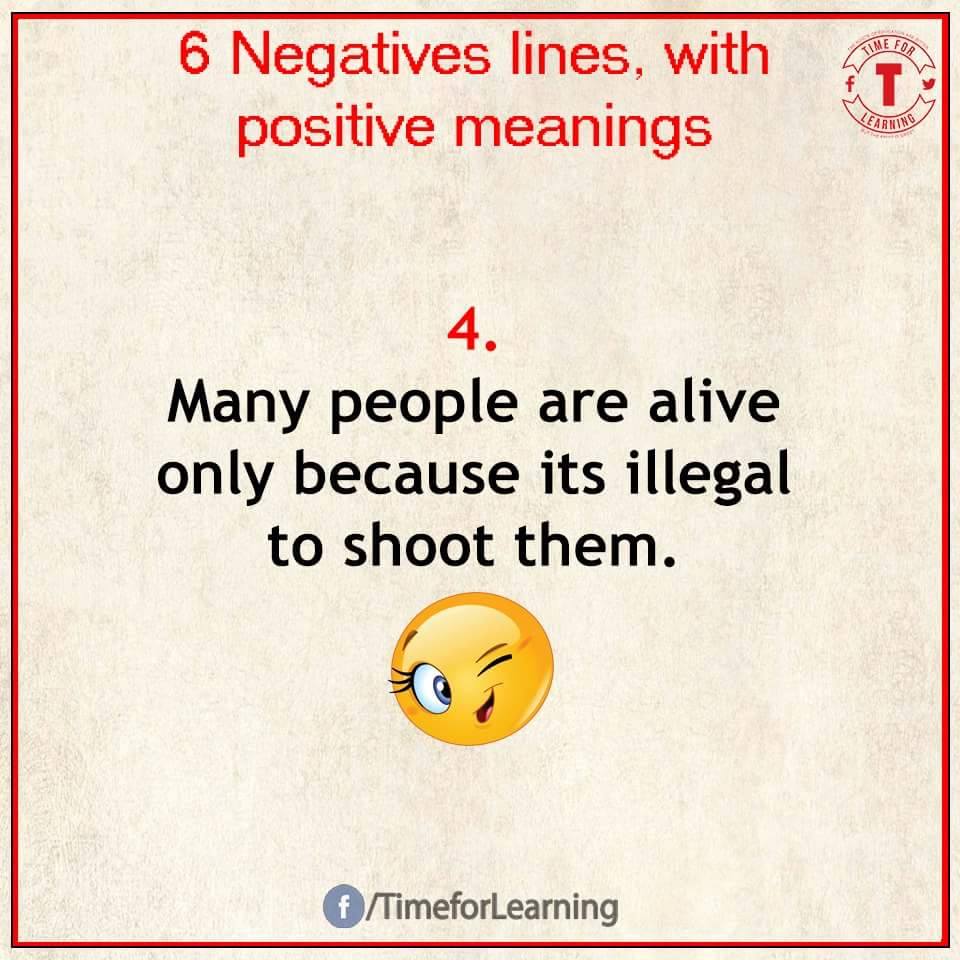 6 Negatives lines, with
positive meanings
TIME FOR
f T
LEARNING
4.
Many people are alive
only because its illegal
to shoot them.
f/TimeforLearning